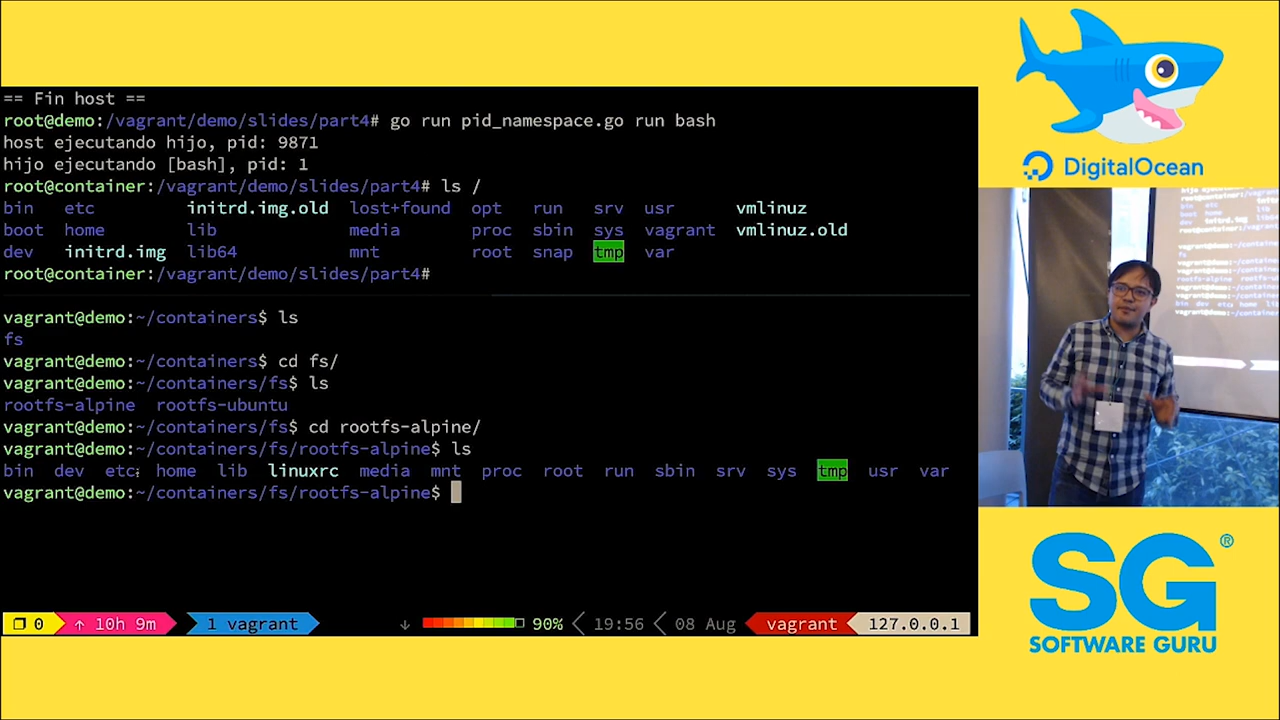 == Fin host ==
root@demo:/vagrant/demo/slides/part4# go run pid_namespace.go run bash
host ejecutando hijo, pid: 9871
hijo ejecutando [bash], pid: 1
root@container:/vagrant/demo/slides/part4# ls /
bin etc initrd.img.old lost+found opt run srv usr vmlinuz
boot home lib media proc sbin sys vagrant vmlinuz.old
dev initrd.img lib64 mnt root snap tmp var
root@container:/vagrant/demo/slides/part4#
vagrant@demo:~/containers$ ls
fs
vagrant@demo:~/containers$ cd fs/
vagrant@demo:~/containers/fs$ ls
rootfs-alpine rootfs-ubuntu
vagrant@demo:~/containers/fs$ cd rootfs-alpine/
vagrant@demo:~/containers/fs/rootfs-alpine$ ls
bin dev etc home lib linuxrc media mnt proc root run sbin srv sys tmp usr var
vagrant@demo:~/containers/fs/rootfs-alpine$
0 ↑ 10h 9m 1 vagrant ↓ 90% 19:56 08 Aug vagrant 127.0.0.1
DigitalOcean
SG®
SOFTWARE GURU